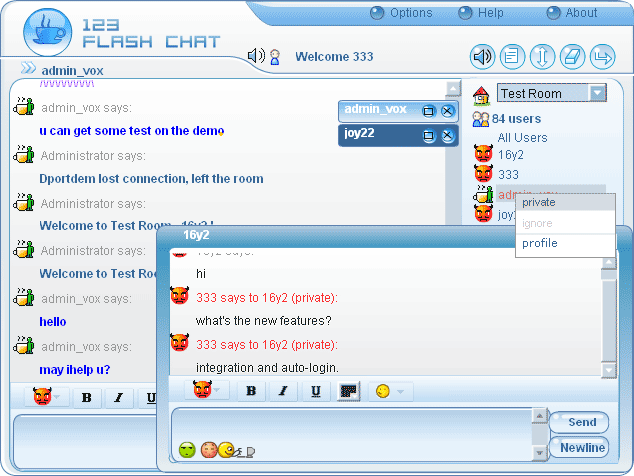 Options Help About
123
FLASH CHAT
Welcome 333
admin_vox
admin_vox says:
u can get some test on the demo
Administrator says:
Dportdem lost connection, left the room
Administrator says:
Welcome to Test Room, 16y2 !
Administrator says:
Welcome to Test Roo
admin_vox says:
hello
admin_vox says:
may ihelp u?
B I U
admin_vox
joy22
Test Room
84 users
All Users
16y2
333
admin_vox
joy
private
ignore
profile
16y2
16y2 says:
hi
333 says to 16y2 (private):
what's the new features?
333 says to 16y2 (private):
integration and auto-login.
B I U
Send
Newline